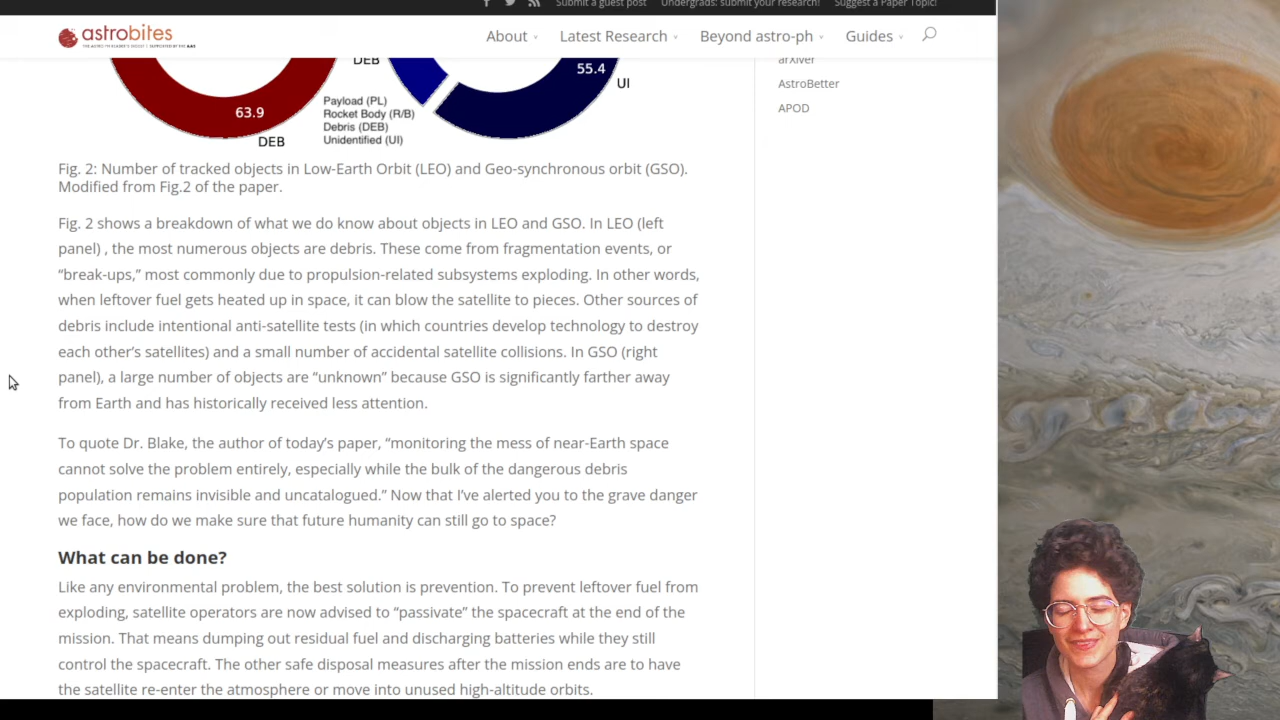 Submit a guest post Undergrads: submit your research! Suggest a Paper Topic!
astrobites
About Latest Research Beyond astro-ph Guides
arXiver
AstroBetter
APOD
DEB
55.4
UI
63.9
DEB
Payload (PL)
Rocket Body (R/B)
Debris (DEB)
Unidentified (UI)
Fig. 2: Number of tracked objects in Low-Earth Orbit (LEO) and Geo-synchronous orbit (GSO).
Modified from Fig.2 of the paper.
Fig. 2 shows a breakdown of what we do know about objects in LEO and GSO. In LEO (left
panel) , the most numerous objects are debris. These come from fragmentation events, or
“break-ups,” most commonly due to propulsion-related subsystems exploding. In other words,
when leftover fuel gets heated up in space, it can blow the satellite to pieces. Other sources of
debris include intentional anti-satellite tests (in which countries develop technology to destroy
each other’s satellites) and a small number of accidental satellite collisions. In GSO (right
panel), a large number of objects are “unknown” because GSO is significantly farther away
from Earth and has historically received less attention.
To quote Dr. Blake, the author of today’s paper, “monitoring the mess of near-Earth space
cannot solve the problem entirely, especially while the bulk of the dangerous debris
population remains invisible and uncatalogued.” Now that I’ve alerted you to the grave danger
we face, how do we make sure that future humanity can still go to space?
What can be done?
Like any environmental problem, the best solution is prevention. To prevent leftover fuel from
exploding, satellite operators are now advised to “passivate” the spacecraft at the end of the
mission. That means dumping out residual fuel and discharging batteries while they still
control the spacecraft. The other safe disposal measures after the mission ends are to have
the satellite re-enter the atmosphere or move into unused high-altitude orbits.